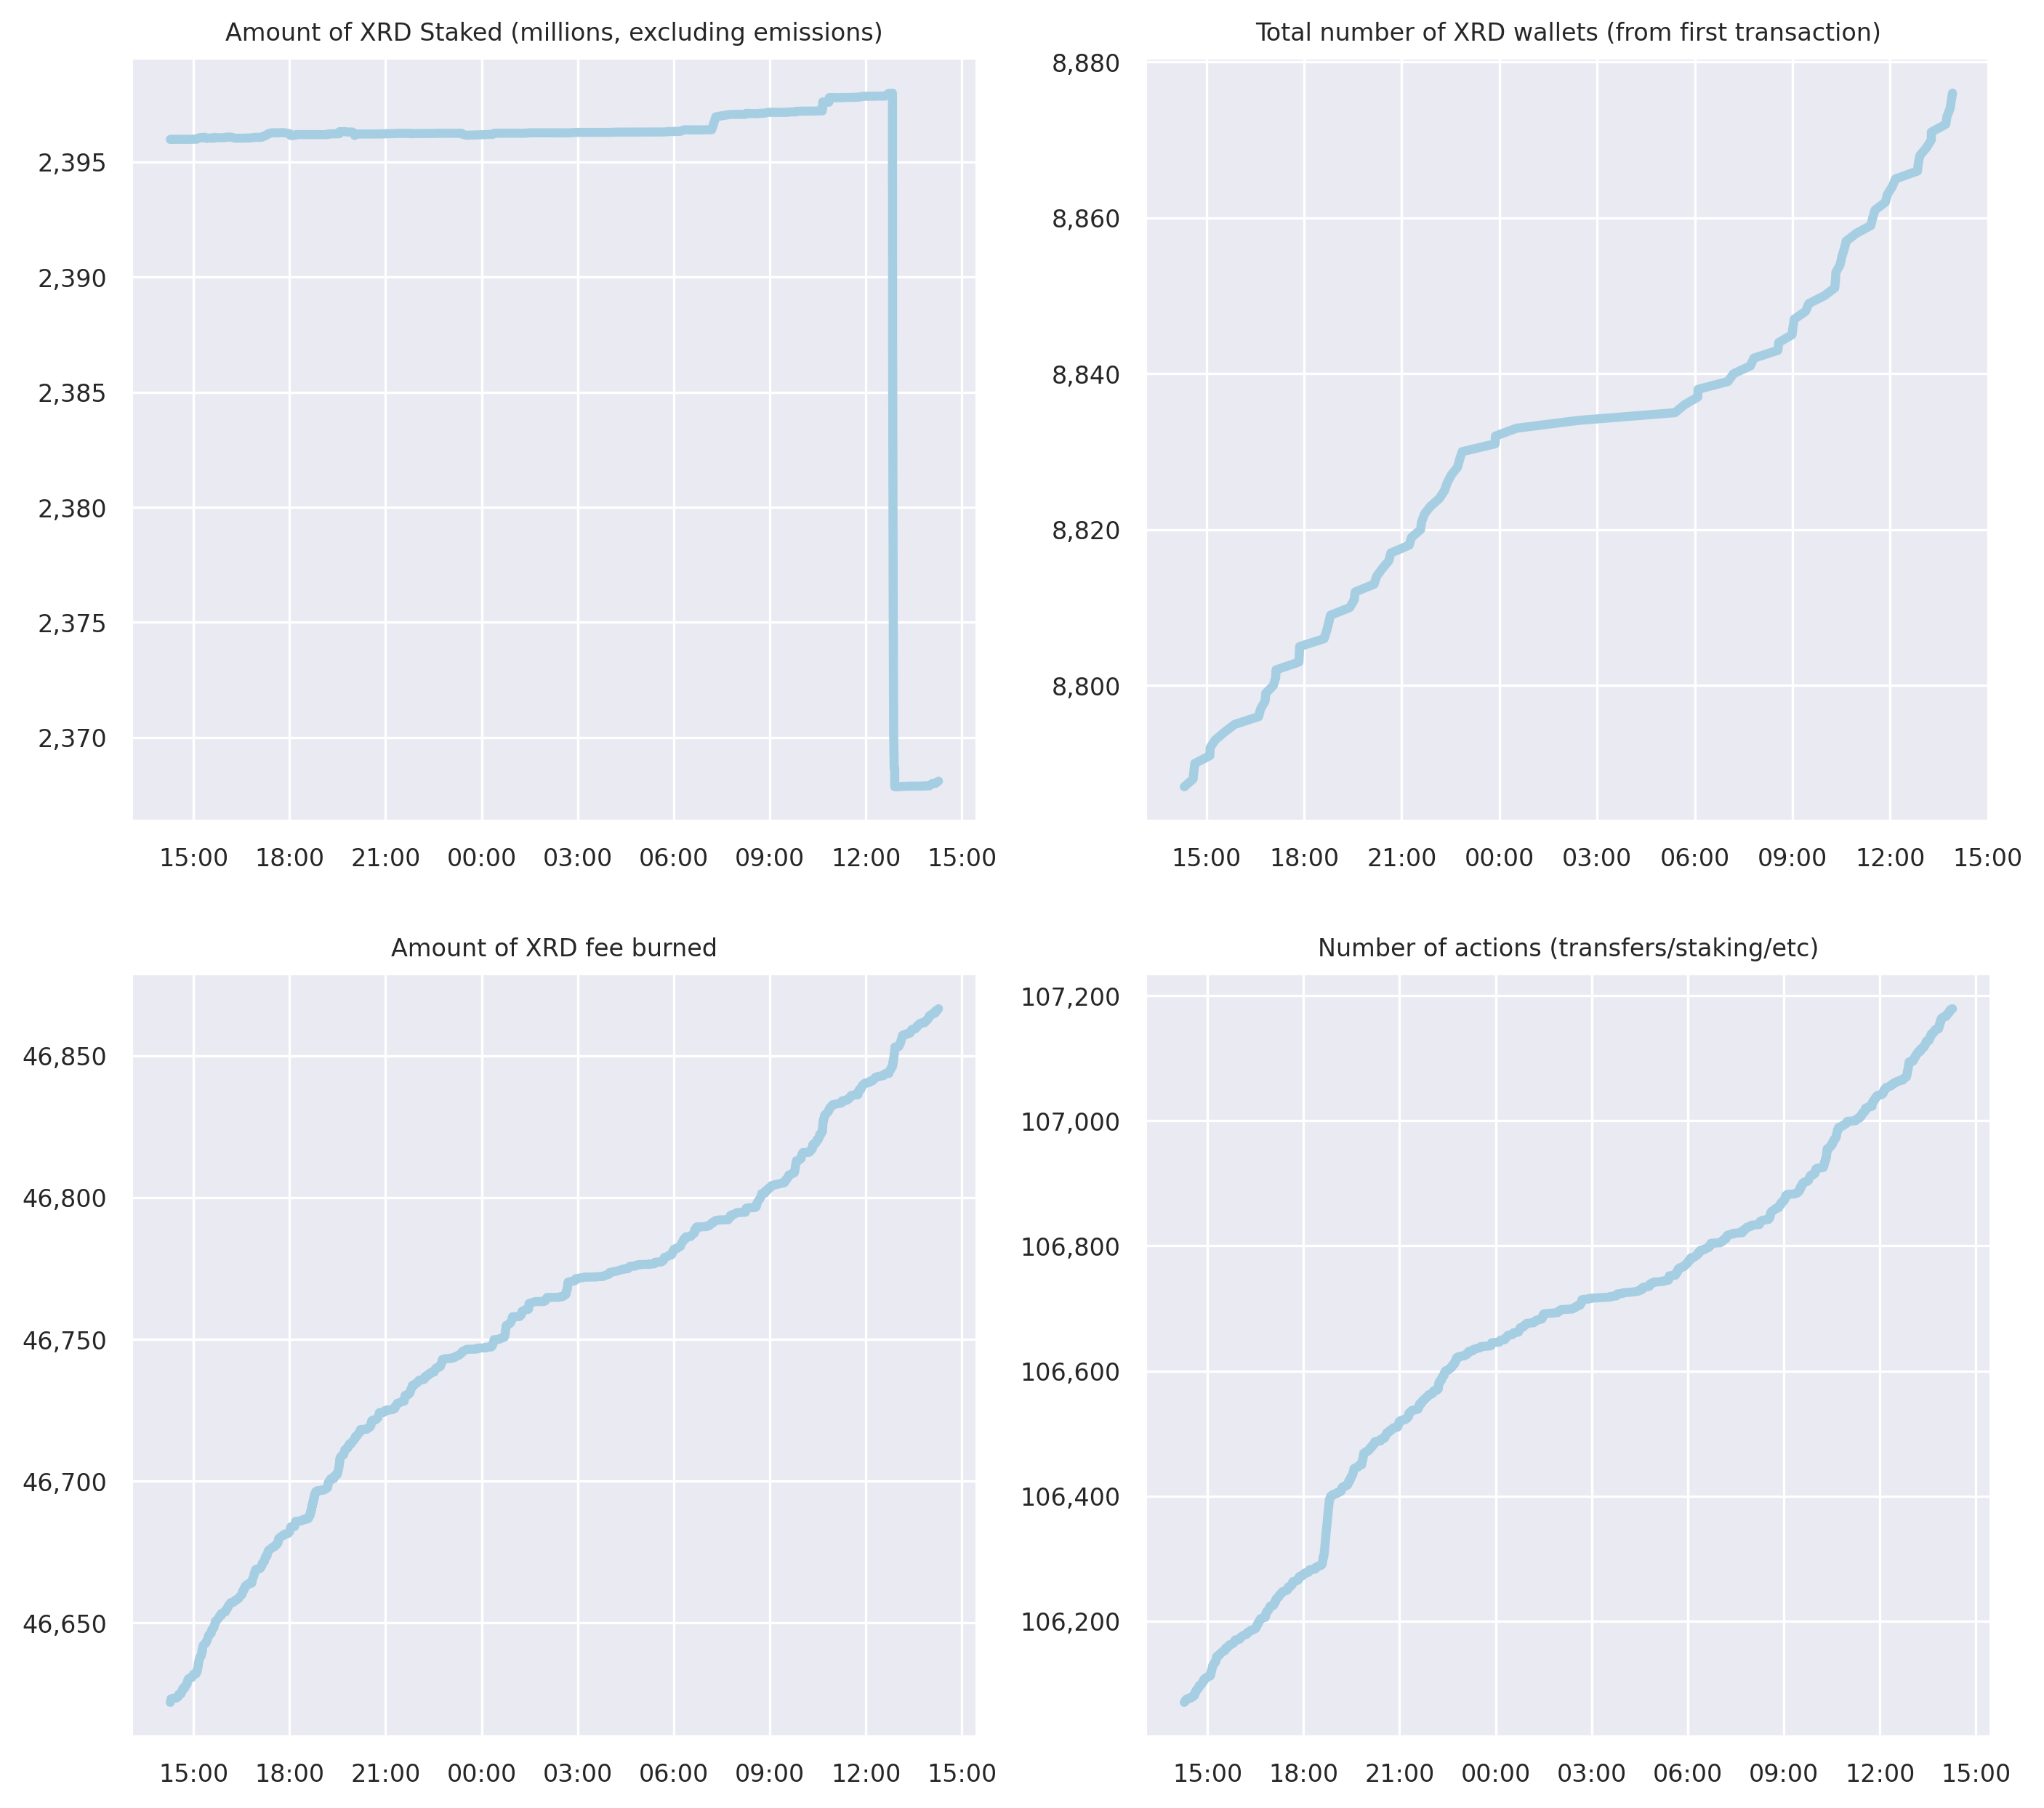 Amount of XRD Staked (millions, excluding emissions)
2,395
2,390
2,385
2,380
2,375
2,370
15:00 18:00 21:00 00:00 03:00 06:00 09:00 12:00 15:00
Total number of XRD wallets (from first transaction)
8,880
8,860
8,840
8,820
8,800
15:00 18:00 21:00 00:00 03:00 06:00 09:00 12:00 15:00
Amount of XRD fee burned
46,850
46,800
46,750
46,700
46,650
15:00 18:00 21:00 00:00 03:00 06:00 09:00 12:00 15:00
Number of actions (transfers/staking/etc)
107,200
107,000
106,800
106,600
106,400
106,200
15:00 18:00 21:00 00:00 03:00 06:00 09:00 12:00 15:00